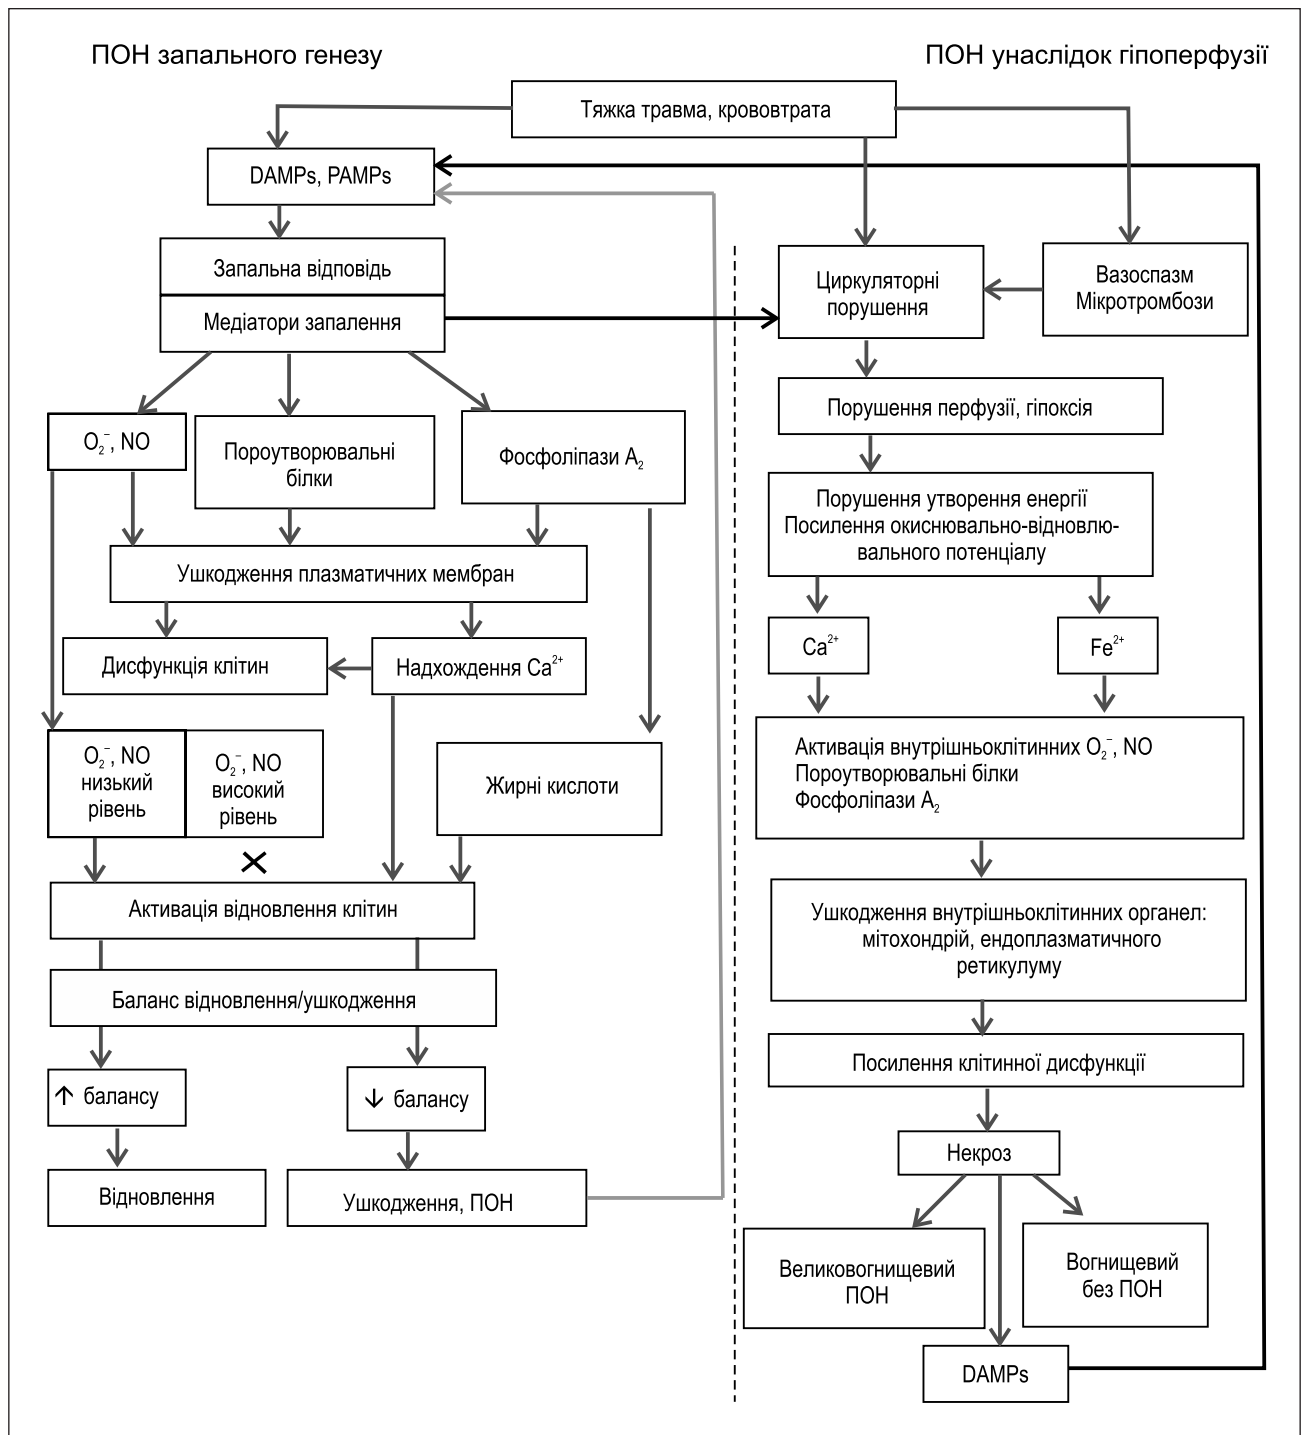 ПОН запального генезу
ПОН унаслідок гіпоперфузії
Тяжка травма, крововтрата
DAMPs, PAMPs
Запальна відповідь
Медіатори запалення
Циркуляторні
порушення
Вазоспазм
Мікротромбози
Порушення перфузії, гіпоксія
O₂⁻, NO
Пороутворювальні
білки
Фосфоліпази A₂
Порушення утворення енергії
Посилення окиснювально-відновлю-
вального потенціалу
Ушкодження плазматичних мембран
Ca²⁺
Fe²⁺
Дисфункція клітин
Надхождення Ca²⁺
O₂⁻, NO
низький
рівень
O₂⁻, NO
високий
рівень
Жирні кислоти
Активація внутрішньоклітинних O₂⁻, NO
Пороутворювальні білки
Фосфоліпази A₂
Активація відновлення клітин
Ушкодження внутрішньоклітинних органел:
мітохондрій, ендоплазматичного
ретикулуму
Баланс відновлення/ушкодження
Посилення клітинної дисфункції
↑ балансу
↓ балансу
Некроз
Відновлення
Ушкодження, ПОН
Великовогнищевий
ПОН
Вогнищевий
без ПОН
DAMPs